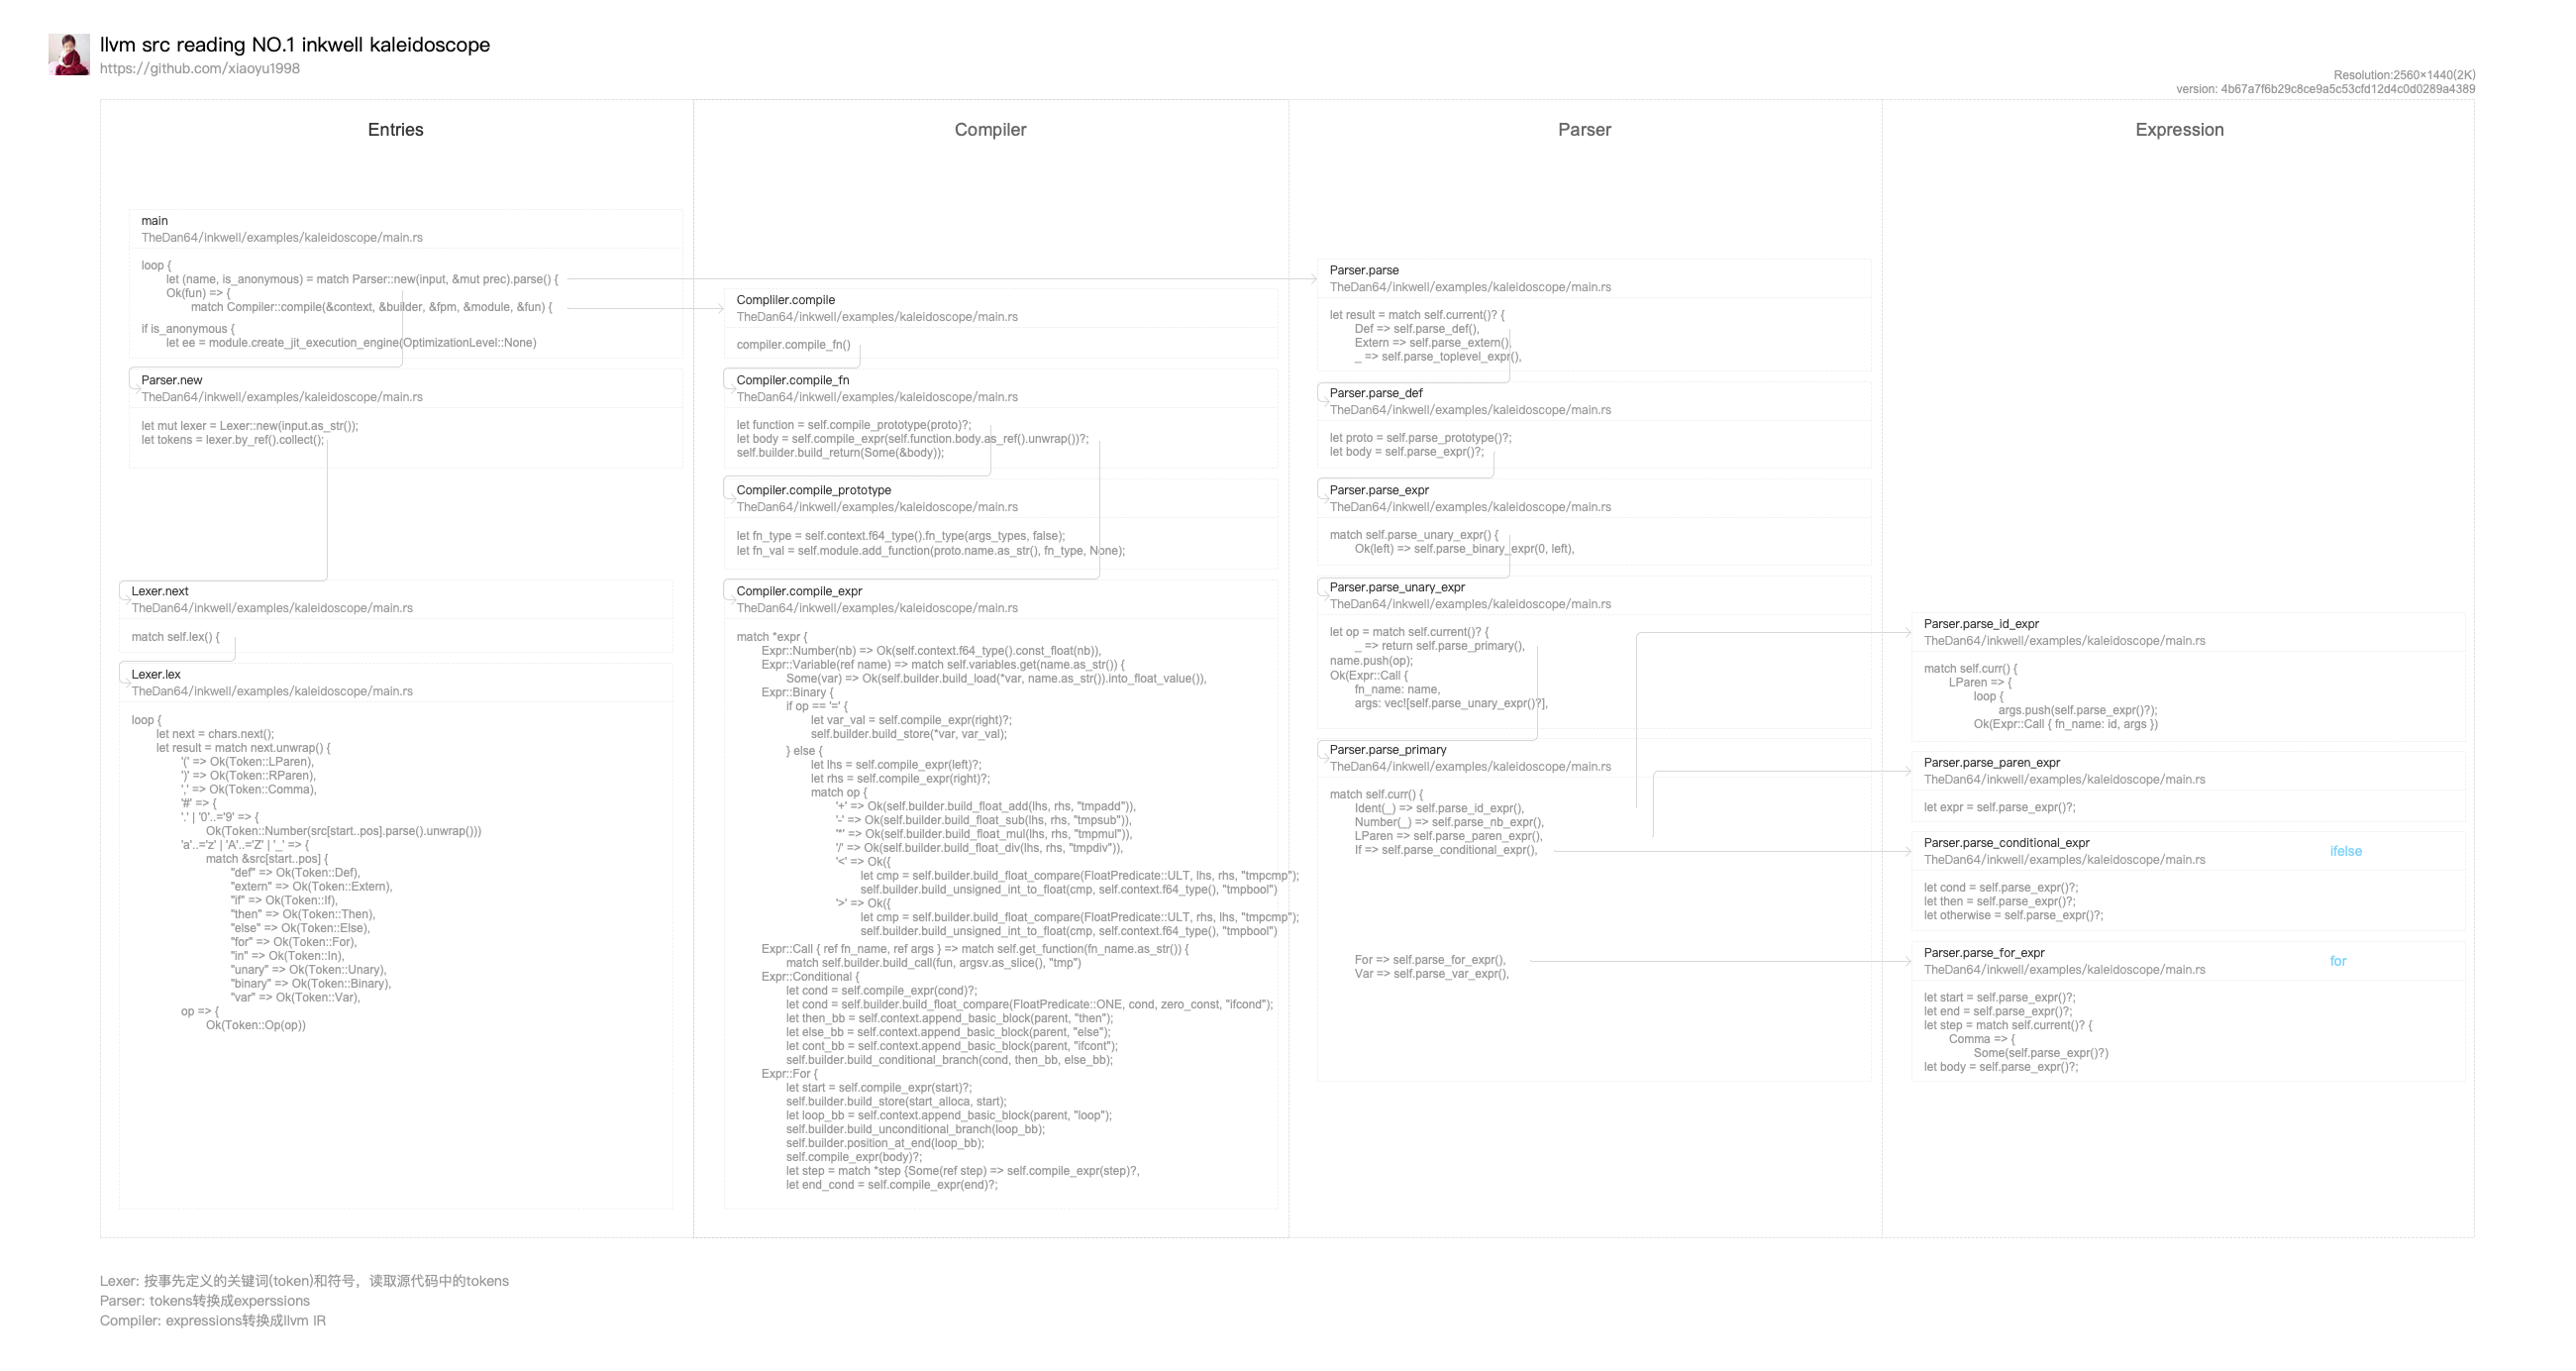 llvm src reading NO.1 inkwell kaleidoscope
https://github.com/xiaoyu1998
Resolution:2560×1440(2K)
version: 4b67a7f6b29c8ce9a5c53cfd12d4c0d0289a4389
Entries
main
TheDan64/inkwell/examples/kaleidoscope/main.rs
loop {
let (name, is_anonymous) = match Parser::new(input, &mut prec).parse() {
Ok(fun) => {
match Compiler::compile(&context, &builder, &fpm, &module, &fun) {
if is_anonymous {
let ee = module.create_jit_execution_engine(OptimizationLevel::None)
Parser.new
TheDan64/inkwell/examples/kaleidoscope/main.rs
let mut lexer = Lexer::new(input.as_str());
let tokens = lexer.by_ref().collect();
Lexer.next
TheDan64/inkwell/examples/kaleidoscope/main.rs
match self.lex() {
Lexer.lex
TheDan64/inkwell/examples/kaleidoscope/main.rs
loop {
let next = chars.next();
let result = match next.unwrap() {
'(' => Ok(Token::LParen),
')' => Ok(Token::RParen),
',' => Ok(Token::Comma),
'#' => {
'.' | '0'..='9' => {
Ok(Token::Number(src[start..pos].parse().unwrap()))
'a'..='z' | 'A'..='Z' | '_' => {
match &src[start..pos] {
"def" => Ok(Token::Def),
"extern" => Ok(Token::Extern),
"if" => Ok(Token::If),
"then" => Ok(Token::Then),
"else" => Ok(Token::Else),
"for" => Ok(Token::For),
"in" => Ok(Token::In),
"unary" => Ok(Token::Unary),
"binary" => Ok(Token::Binary),
"var" => Ok(Token::Var),
op => {
Ok(Token::Op(op))
Compiler
Compliler.compile
TheDan64/inkwell/examples/kaleidoscope/main.rs
compiler.compile_fn()
Compiler.compile_fn
TheDan64/inkwell/examples/kaleidoscope/main.rs
let function = self.compile_prototype(proto)?;
let body = self.compile_expr(self.function.body.as_ref().unwrap())?;
self.builder.build_return(Some(&body));
Compiler.compile_prototype
TheDan64/inkwell/examples/kaleidoscope/main.rs
let fn_type = self.context.f64_type().fn_type(args_types, false);
let fn_val = self.module.add_function(proto.name.as_str(), fn_type, None);
Compiler.compile_expr
TheDan64/inkwell/examples/kaleidoscope/main.rs
match *expr {
Expr::Number(nb) => Ok(self.context.f64_type().const_float(nb)),
Expr::Variable(ref name) => match self.variables.get(name.as_str()) {
Some(var) => Ok(self.builder.build_load(*var, name.as_str()).into_float_value()),
Expr::Binary {
if op == '=' {
let var_val = self.compile_expr(right)?;
self.builder.build_store(*var, var_val);
} else {
let lhs = self.compile_expr(left)?;
let rhs = self.compile_expr(right)?;
match op {
'+' => Ok(self.builder.build_float_add(lhs, rhs, "tmpadd")),
'-' => Ok(self.builder.build_float_sub(lhs, rhs, "tmpsub")),
'*' => Ok(self.builder.build_float_mul(lhs, rhs, "tmpmul")),
'/' => Ok(self.builder.build_float_div(lhs, rhs, "tmpdiv")),
'<' => Ok({
let cmp = self.builder.build_float_compare(FloatPredicate::ULT, lhs, rhs, "tmpcmp");
self.builder.build_unsigned_int_to_float(cmp, self.context.f64_type(), "tmpbool")
'>' => Ok({
let cmp = self.builder.build_float_compare(FloatPredicate::ULT, rhs, lhs, "tmpcmp");
self.builder.build_unsigned_int_to_float(cmp, self.context.f64_type(), "tmpbool")
Expr::Call { ref fn_name, ref args } => match self.get_function(fn_name.as_str()) {
match self.builder.build_call(fun, argsv.as_slice(), "tmp")
Expr::Conditional {
let cond = self.compile_expr(cond)?;
let cond = self.builder.build_float_compare(FloatPredicate::ONE, cond, zero_const, "ifcond");
let then_bb = self.context.append_basic_block(parent, "then");
let else_bb = self.context.append_basic_block(parent, "else");
let cont_bb = self.context.append_basic_block(parent, "ifcont");
self.builder.build_conditional_branch(cond, then_bb, else_bb);
Expr::For {
let start = self.compile_expr(start)?;
self.builder.build_store(start_alloca, start);
let loop_bb = self.context.append_basic_block(parent, "loop");
self.builder.build_unconditional_branch(loop_bb);
self.builder.position_at_end(loop_bb);
self.compile_expr(body)?;
let step = match *step {Some(ref step) => self.compile_expr(step)?,
let end_cond = self.compile_expr(end)?;
Parser
Parser.parse
TheDan64/inkwell/examples/kaleidoscope/main.rs
let result = match self.current()? {
Def => self.parse_def(),
Extern => self.parse_extern(),
_ => self.parse_toplevel_expr(),
Parser.parse_def
TheDan64/inkwell/examples/kaleidoscope/main.rs
let proto = self.parse_prototype()?;
let body = self.parse_expr()?;
Parser.parse_expr
TheDan64/inkwell/examples/kaleidoscope/main.rs
match self.parse_unary_expr() {
Ok(left) => self.parse_binary_expr(0, left),
Parser.parse_unary_expr
TheDan64/inkwell/examples/kaleidoscope/main.rs
let op = match self.current()? {
_ => return self.parse_primary(),
name.push(op);
Ok(Expr::Call {
fn_name: name,
args: vec![self.parse_unary_expr()?],
Parser.parse_primary
TheDan64/inkwell/examples/kaleidoscope/main.rs
match self.curr() {
Ident(_) => self.parse_id_expr(),
Number(_) => self.parse_nb_expr(),
LParen => self.parse_paren_expr(),
If => self.parse_conditional_expr(),
For => self.parse_for_expr(),
Var => self.parse_var_expr(),
Expression
Parser.parse_id_expr
TheDan64/inkwell/examples/kaleidoscope/main.rs
match self.curr() {
LParen => {
loop {
args.push(self.parse_expr()?);
Ok(Expr::Call { fn_name: id, args })
Parser.parse_paren_expr
TheDan64/inkwell/examples/kaleidoscope/main.rs
let expr = self.parse_expr()?;
Parser.parse_conditional_expr
TheDan64/inkwell/examples/kaleidoscope/main.rs
ifelse
let cond = self.parse_expr()?;
let then = self.parse_expr()?;
let otherwise = self.parse_expr()?;
Parser.parse_for_expr
TheDan64/inkwell/examples/kaleidoscope/main.rs
for
let start = self.parse_expr()?;
let end = self.parse_expr()?;
let step = match self.current()? {
Comma => {
Some(self.parse_expr()?)
let body = self.parse_expr()?;
Lexer: 按事先定义的关键词(token)和符号，读取源代码中的tokens
Parser: tokens转换成experssions
Compiler: expressions转换成llvm IR